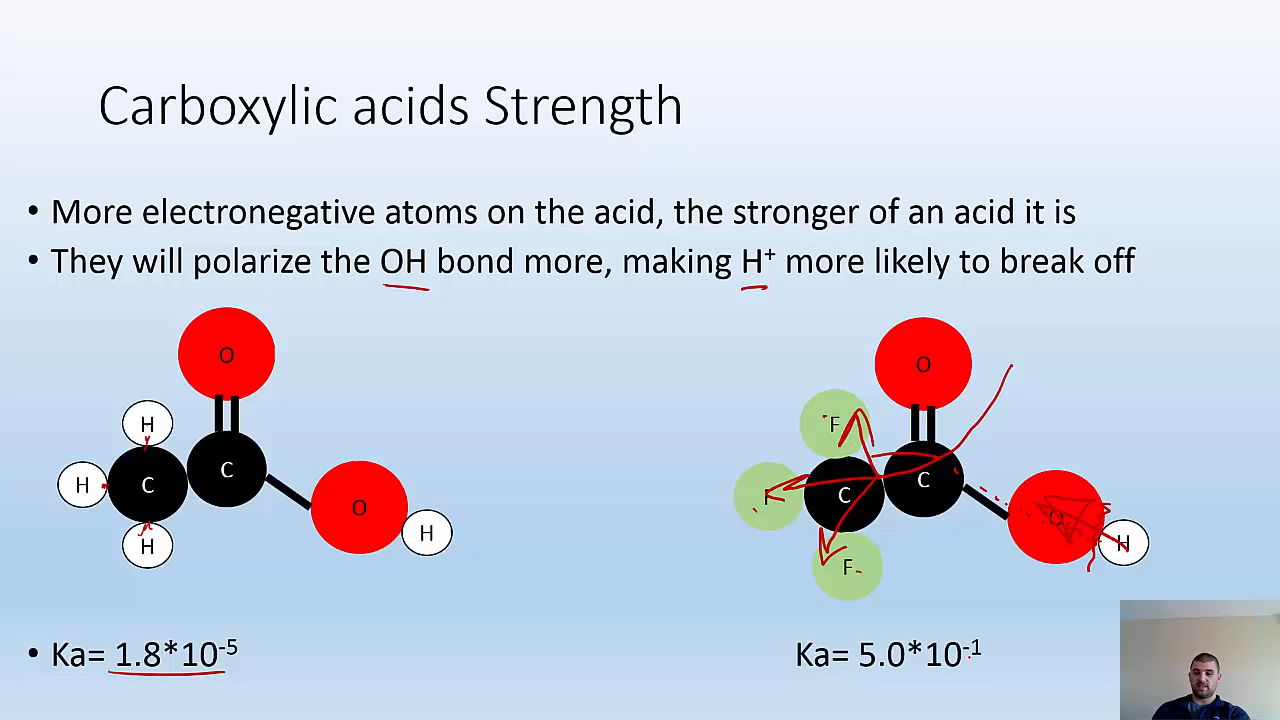 Carboxylic acids Strength
• More electronegative atoms on the acid, the stronger of an acid it is
• They will polarize the OH bond more, making H⁺ more likely to break off
O
H
H
C
C
H
O
H
O
F
F
C
C
F
O
H
• Ka= 1.8*10⁻⁵
Ka= 5.0*10⁻¹